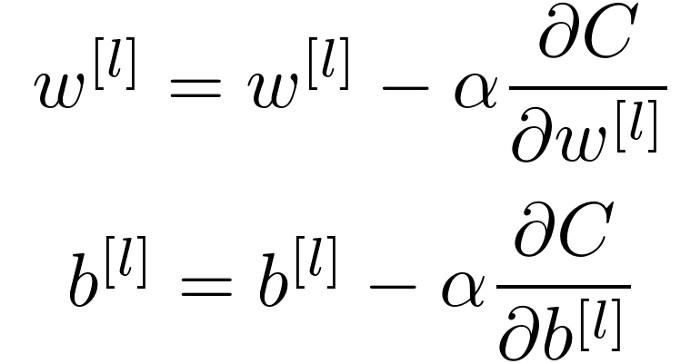 w^{[l]} = w^{[l]} - α ∂C/∂w^{[l]}
b^{[l]} = b^{[l]} - α ∂C/∂b^{[l]}